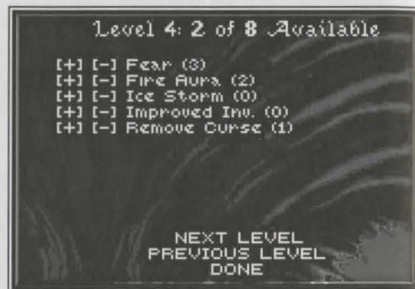 Level 4: 2 of 8 Available
[+] [-] Fear (3)
[+] [-] Fire Aura (2)
[+] [-] Ice Storm (0)
[+] [-] Improved Inv. (0)
[+] [-] Remove Curse (1)
NEXT LEVEL
PREVIOUS LEVEL
DONE